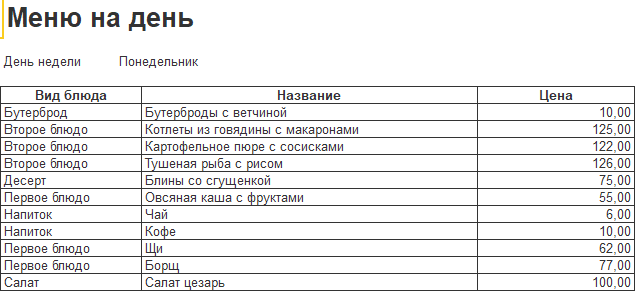 Меню на день
День недели Понедельник
Вид блюда Название Цена
Бутерброд Бутерброды с ветчиной 10,00
Второе блюдо Котлеты из говядины с макаронами 125,00
Второе блюдо Картофельное пюре с сосисками 122,00
Второе блюдо Тушеная рыба с рисом 126,00
Десерт Блины со сгущенкой 75,00
Первое блюдо Овсяная каша с фруктами 55,00
Напиток Чай 6,00
Напиток Кофе 10,00
Первое блюдо Щи 62,00
Первое блюдо Борщ 77,00
Салат Салат цезарь 100,00